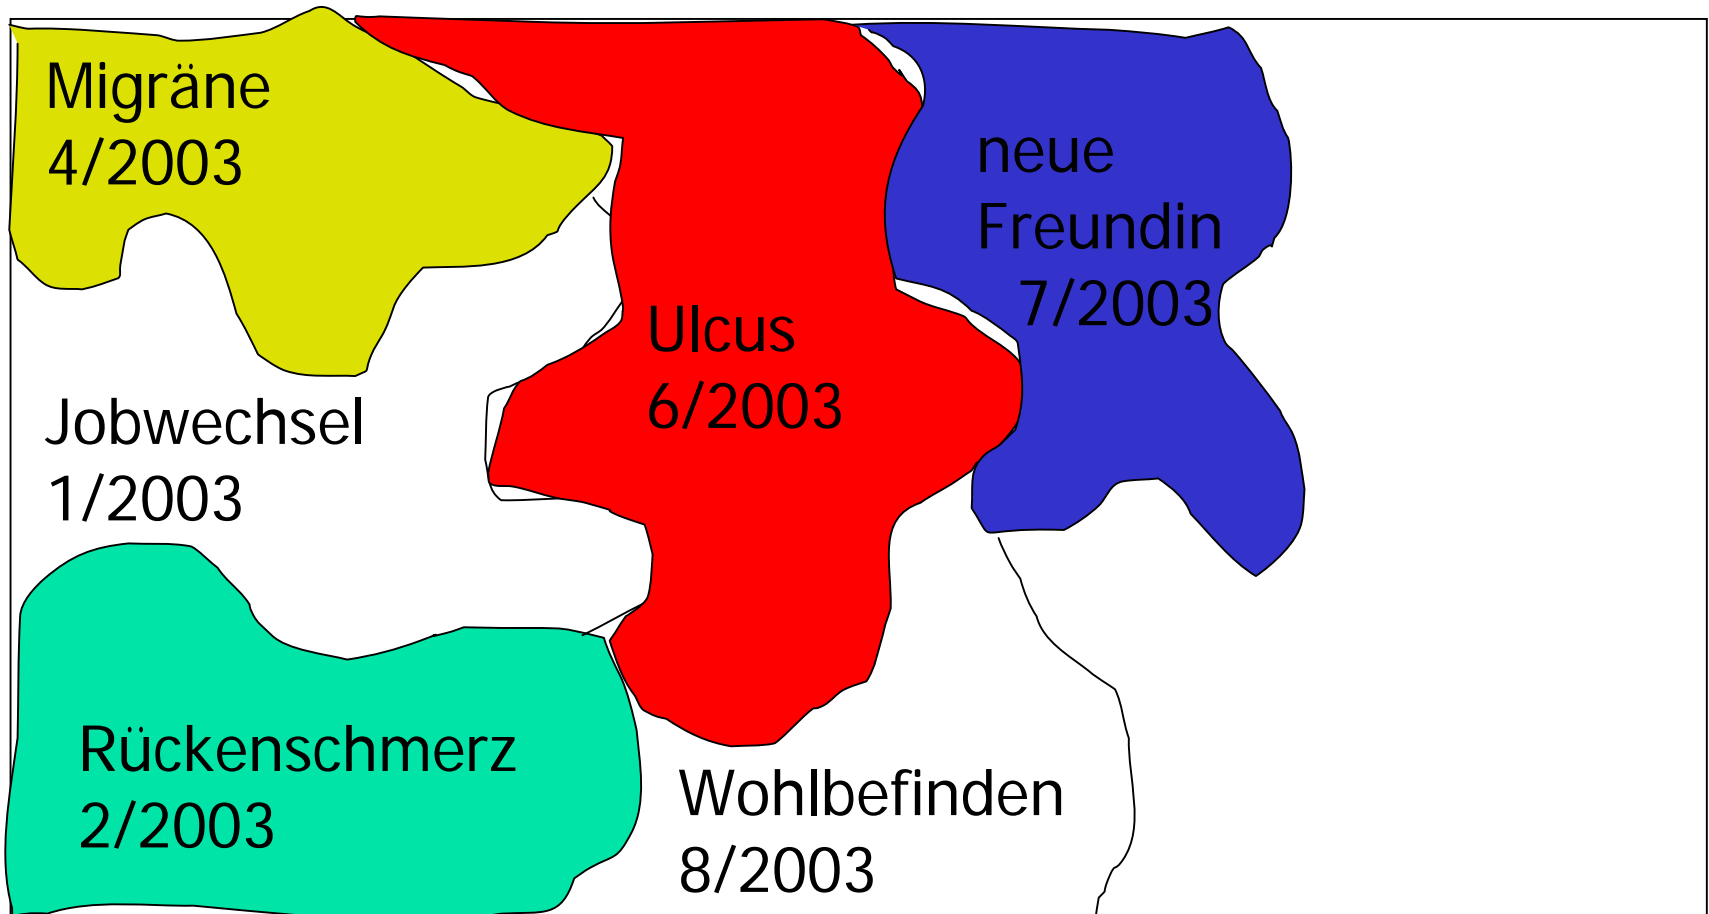 Migräne
4/2003
neue
Freundin
7/2003
Ulcus
6/2003
Jobwechsel
1/2003
Rückenschmerz
2/2003
Wohlbefinden
8/2003